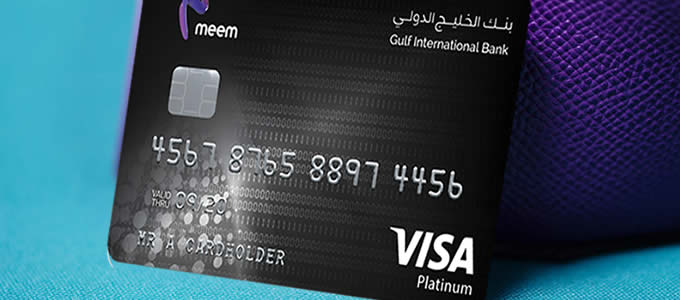 meem
بنك الخليج الدولي
Gulf International Bank
4567 8765 8897 4456
VALID THRU 09/20
MR A CARDHOLDER
VISA
Platinum